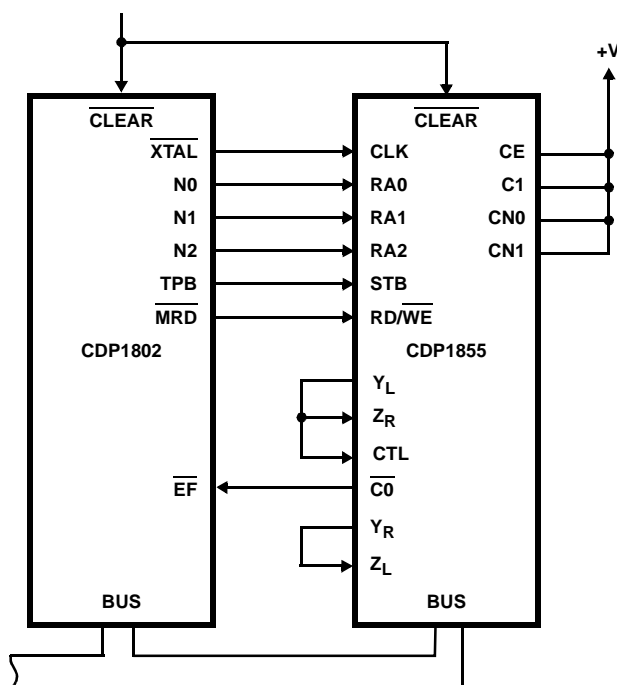 +V
CLEAR CLEAR
XTAL CLK CE
N0 RA0 C1
N1 RA1 CN0
N2 RA2 CN1
TPB STB
MRD RD/WE
CDP1802 CDP1855
YL
ZR
CTL
EF C0
YR
ZL
BUS BUS